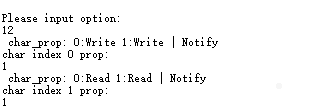 Please input option:
12
char_prop: 0:Write 1:Write | Notify
char index 0 prop:
1
char_prop: 0:Read 1:Read | Notify
char index 1 prop:
1